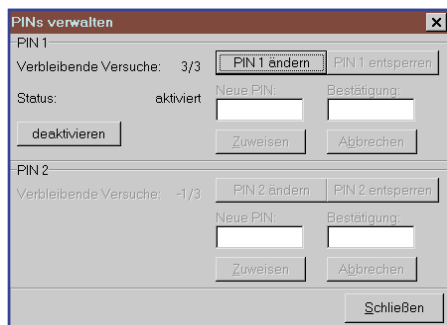 PINs verwalten
PIN 1
Verbleibende Versuche: 3/3 PIN 1 ändern PIN 1 entsperren
Status: aktiviert Neue PIN: Bestätigung:
deaktivieren Zuweisen Abbrechen
PIN 2
Verbleibende Versuche: -1/3 PIN 2 ändern PIN 2 entsperren
Neue PIN: Bestätigung:
Zuweisen Abbrechen
Schließen